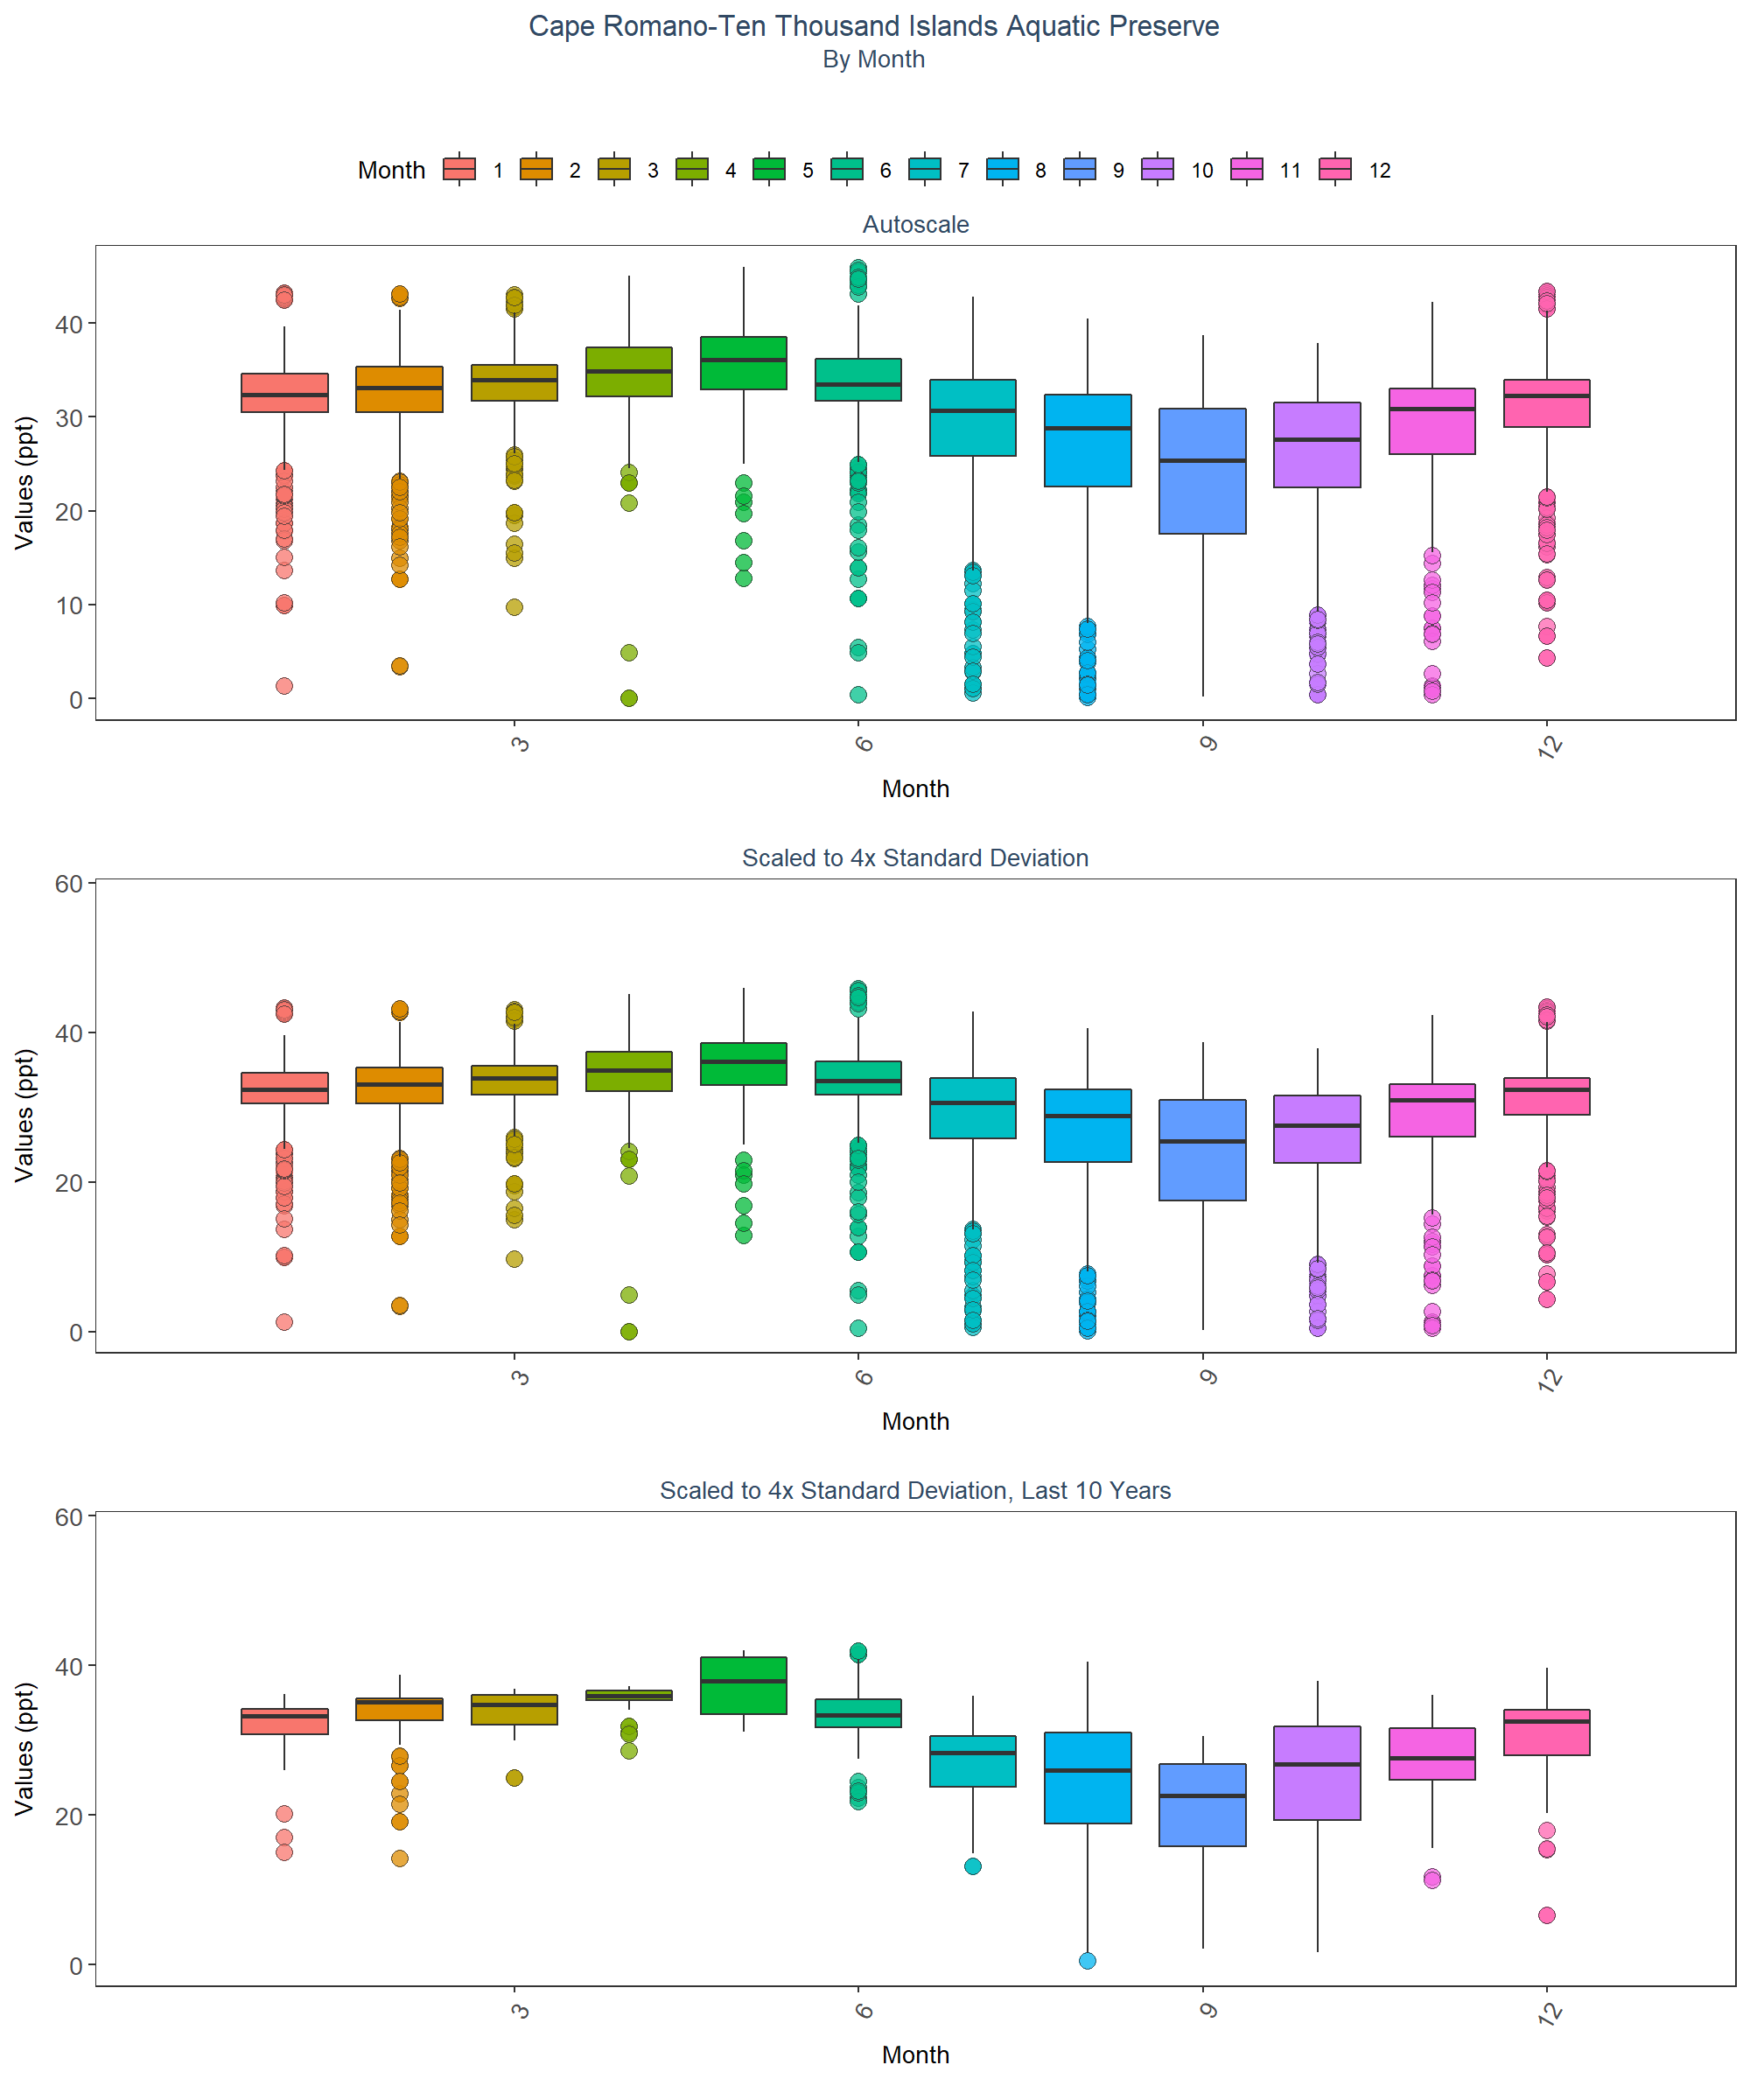 Cape Romano-Ten Thousand Islands Aquatic Preserve
By Month
Month 1 2 3 4 5 6 7 8 9 10 11 12
Autoscale
Values (ppt)
40
30
20
10
0
3 6 9 12
Month
Scaled to 4x Standard Deviation
Values (ppt)
60
40
20
0
3 6 9 12
Month
Scaled to 4x Standard Deviation, Last 10 Years
Values (ppt)
60
40
20
0
3 6 9 12
Month